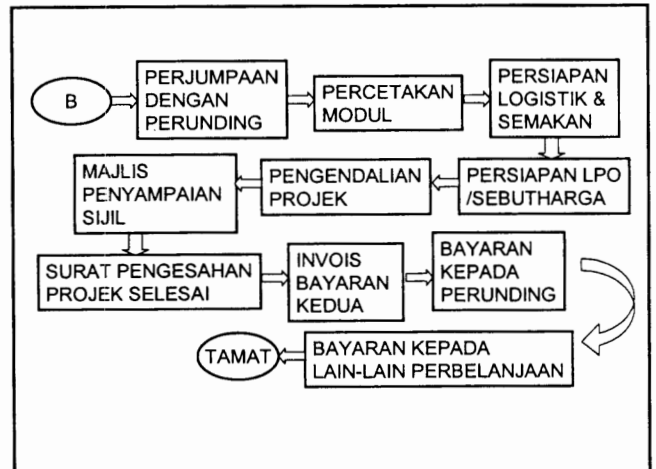 B
PERJUMPAAN
DENGAN
PERUNDING
PERCETAKAN
MODUL
PERSIAPAN
LOGISTIK &
SEMAKAN
PERSIAPAN LPO
/SEBUTHARGA
PENGENDALIAN
PROJEK
MAJLIS
PENYAMPAIAN
SIJIL
SURAT PENGESAHAN
PROJEK SELESAI
INVOIS
BAYARAN
KEDUA
BAYARAN
KEPADA
PERUNDING
BAYARAN KEPADA
LAIN-LAIN PERBELANJAAN
TAMAT